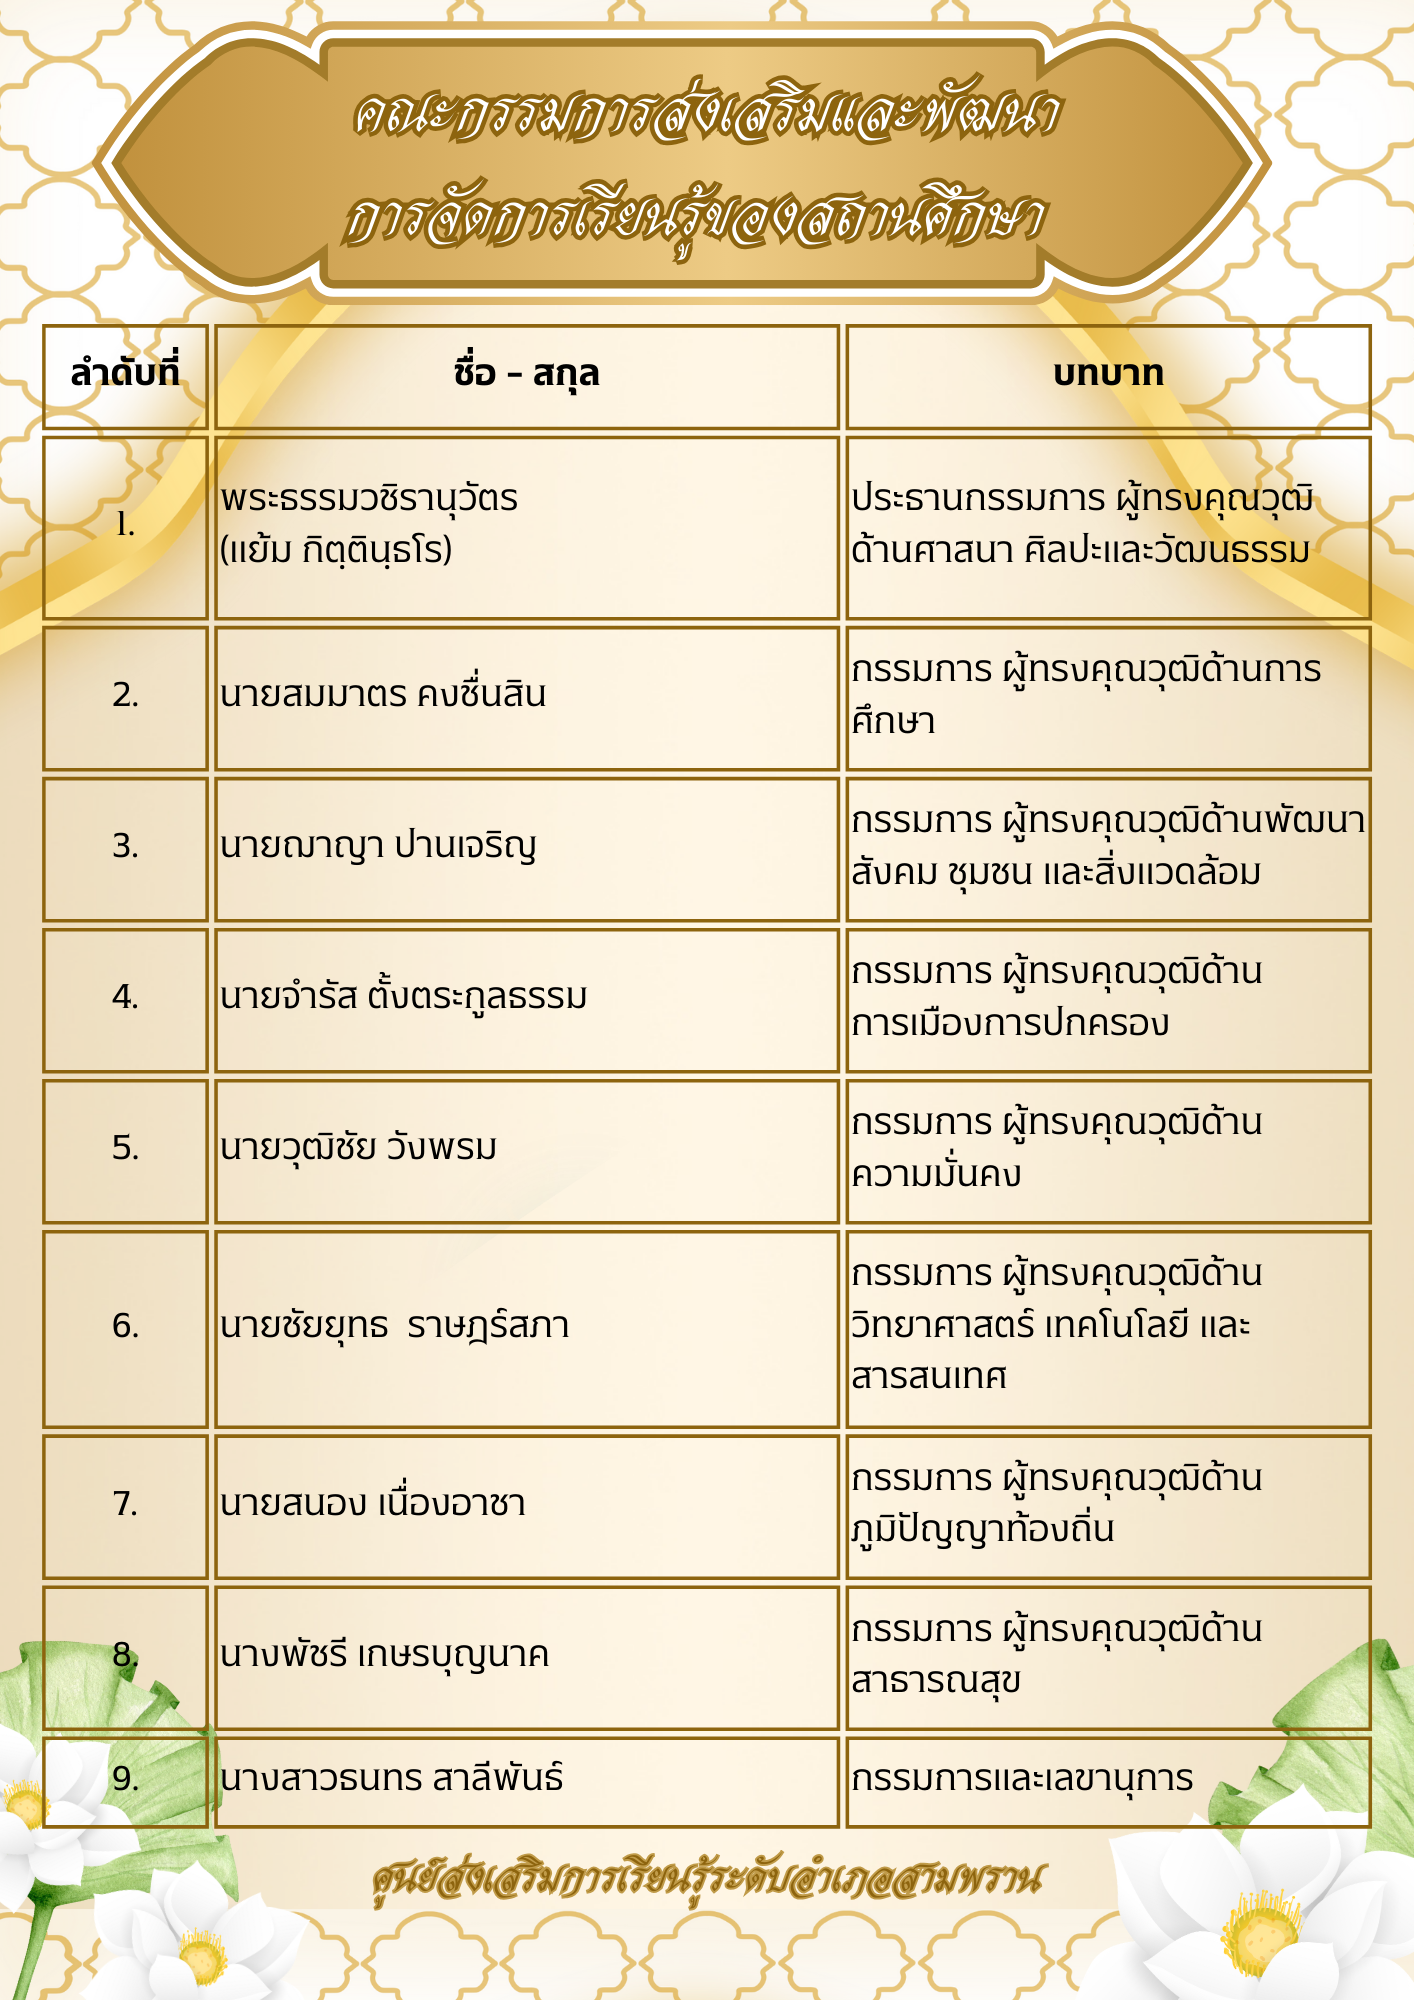 คณะกรรมการส่งเสริมและพัฒนา
การจัดการเรียนรู้ของสถานศึกษา
ลำดับที่ ชื่อ - สกุล บทบาท
1. พระธรรมวชิรานุวัตร
(แย้ม กิตฺตินฺธโร)
ประธานกรรมการ ผู้ทรงคุณวุฒิ
ด้านศาสนา ศิลปะและวัฒนธรรม
2. นายสมมาตร คงชื่นสิน
กรรมการ ผู้ทรงคุณวุฒิด้านการ
ศึกษา
3. นายฌาญา ปานเจริญ
กรรมการ ผู้ทรงคุณวุฒิด้านพัฒนา
สังคม ชุมชน และสิ่งแวดล้อม
4. นายจำรัส ตั้งตระกูลธรรม
กรรมการ ผู้ทรงคุณวุฒิด้าน
การเมืองการปกครอง
5. นายวุฒิชัย วังพรม
กรรมการ ผู้ทรงคุณวุฒิด้าน
ความมั่นคง
6. นายชัยยุทธ  ราษฎร์สภา
กรรมการ ผู้ทรงคุณวุฒิด้าน
วิทยาศาสตร์ เทคโนโลยี และ
สารสนเทศ
7. นายสนอง เนื่องอาชา
กรรมการ ผู้ทรงคุณวุฒิด้าน
ภูมิปัญญาท้องถิ่น
8. นางพัชรี เกษรบุญนาค
กรรมการ ผู้ทรงคุณวุฒิด้าน
สาธารณสุข
9. นางสาวธนทร สาลีพันธ์
กรรมการและเลขานุการ
ศูนย์ส่งเสริมการเรียนรู้ระดับอำเภอสามพราน